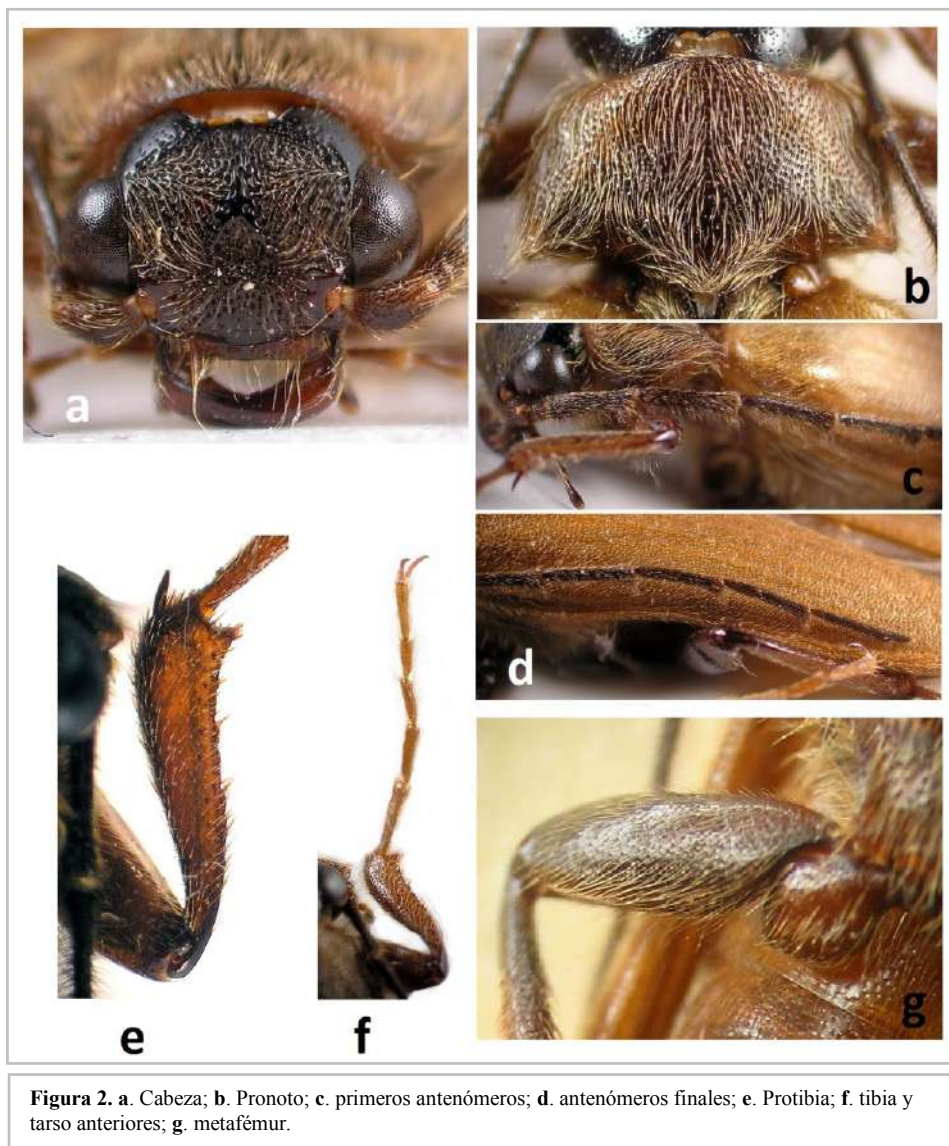 a
b
c
d
e
f
g
Figura 2. a. Cabeza; b. Pronoto; c. primeros antenómeros; d. antenómeros finales; e. Protibia; f. tibia y
tarso anteriores; g. metafémur.